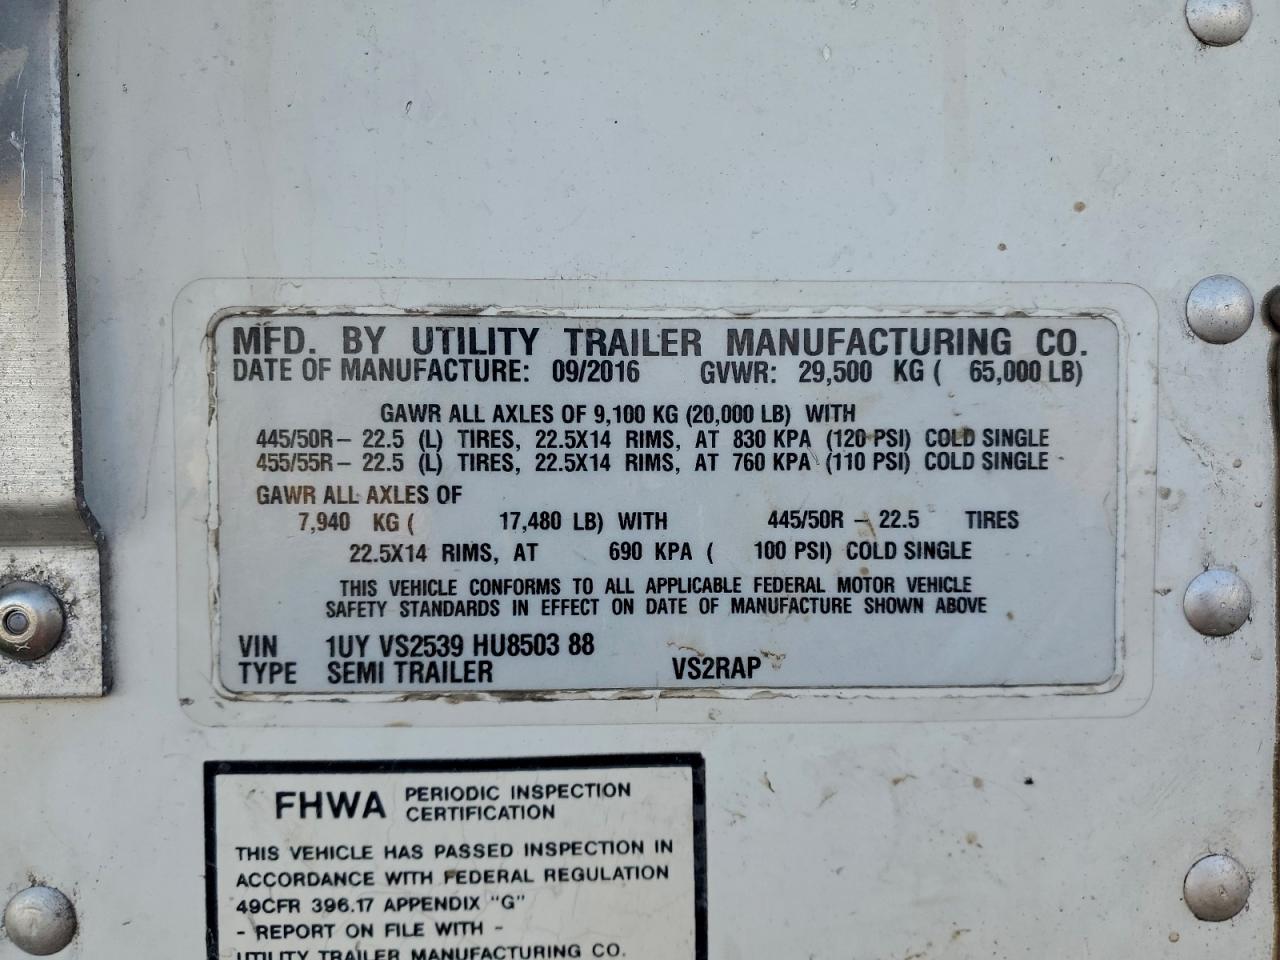 MFD. BY UTILITY TRAILER MANUFACTURING CO.
DATE OF MANUFACTURE: 09/2016 GVWR: 29,500 KG ( 65,000 LB)
GAWR ALL AXLES OF 9,100 KG (20,000 LB) WITH
445/50R- 22.5 (L) TIRES, 22.5X14 RIMS, AT 830 KPA (120 PSI) COLD SINGLE
455/55R- 22.5 (L) TIRES, 22.5X14 RIMS, AT 760 KPA (110 PSI) COLD SINGLE
GAWR ALL AXLES OF
7,940 KG ( 17,480 LB) WITH 445/50R - 22.5 TIRES
22.5X14 RIMS, AT 690 KPA ( 100 PSI) COLD SINGLE
THIS VEHICLE CONFORMS TO ALL APPLICABLE FEDERAL MOTOR VEHICLE
SAFETY STANDARDS IN EFFECT ON DATE OF MANUFACTURE SHOWN ABOVE
VIN 1UY VS2539 HU8503 88
TYPE SEMI TRAILER VS2RAP
FHWA PERIODIC INSPECTION
CERTIFICATION
THIS VEHICLE HAS PASSED INSPECTION IN
ACCORDANCE WITH FEDERAL REGULATION
49CFR 396.17 APPENDIX "G"
- REPORT ON FILE WITH -
UTILITY TRAILER MANUFACTURING CO.